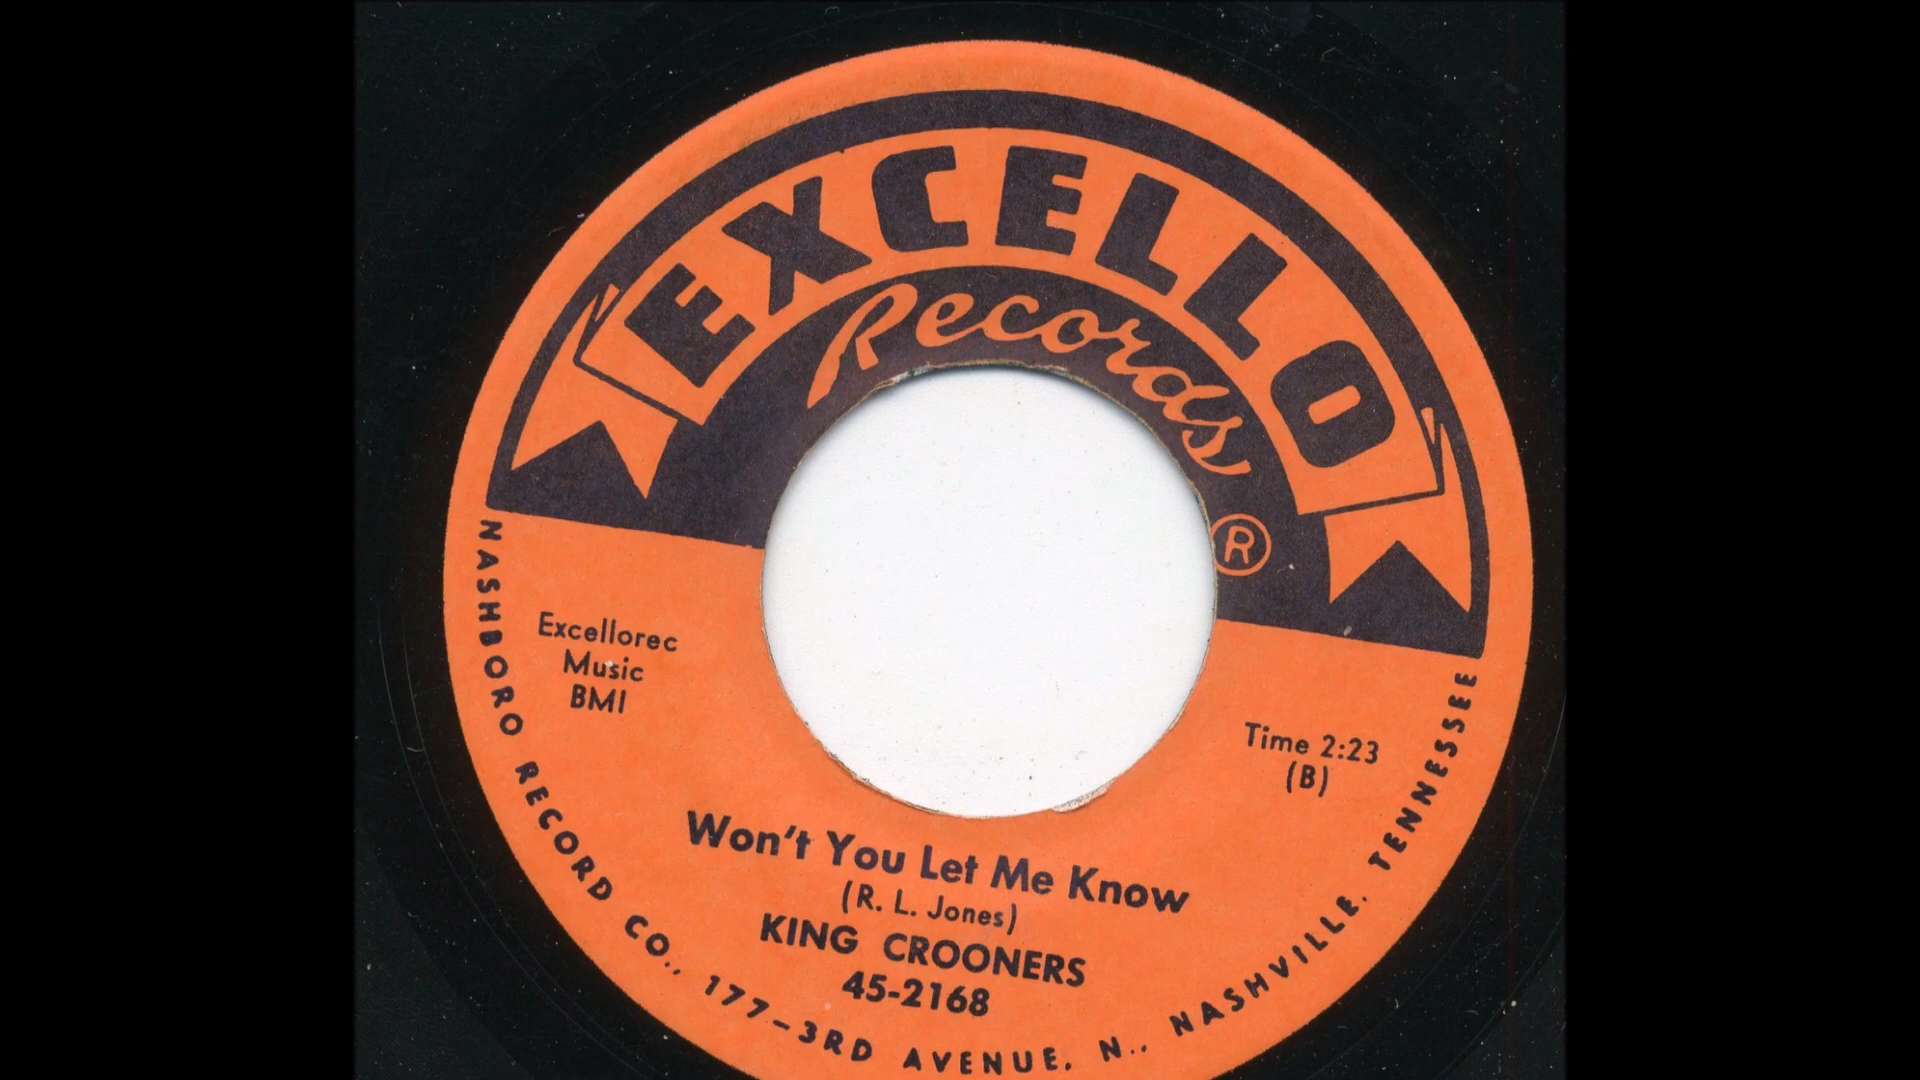 EXCELLO
Records
®
Excellorec
Music
BMI
Time 2:23
(B)
Won't You Let Me Know
(R. L. Jones)
KING CROONERS
45-2168
NASHBORO RECORD CO., 177-3RD AVENUE, N., NASHVILLE, TENNESSEE